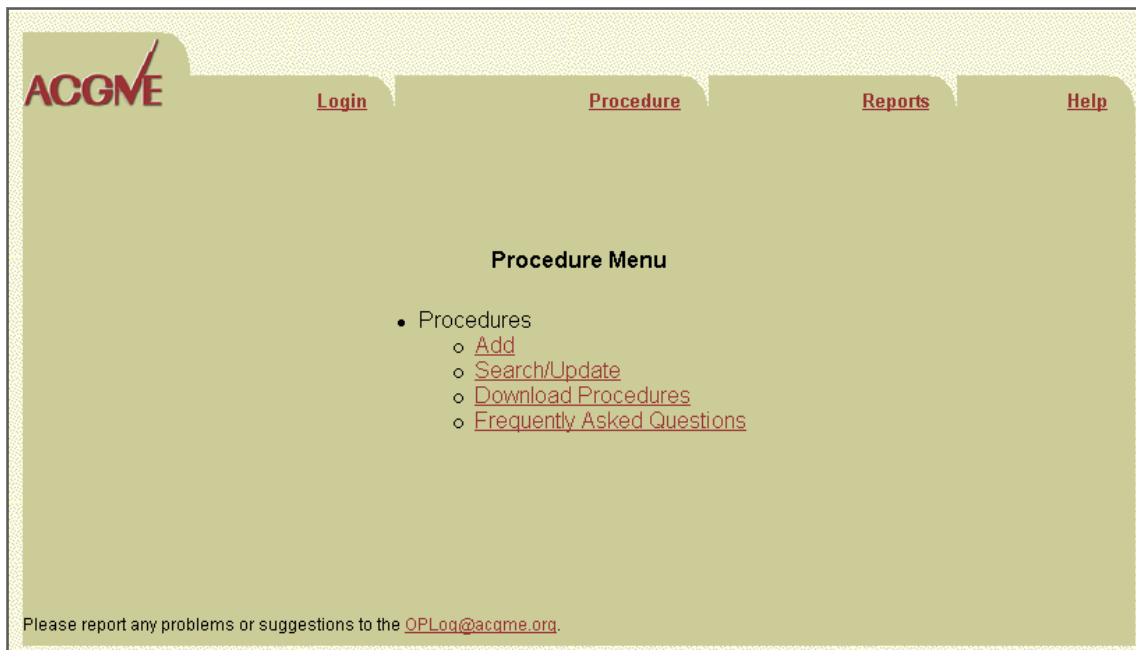 ACGME
Login Procedure Reports Help
Procedure Menu
Procedures
Add
Search/Update
Download Procedures
Frequently Asked Questions
Please report any problems or suggestions to the OPLog@acgme.org.